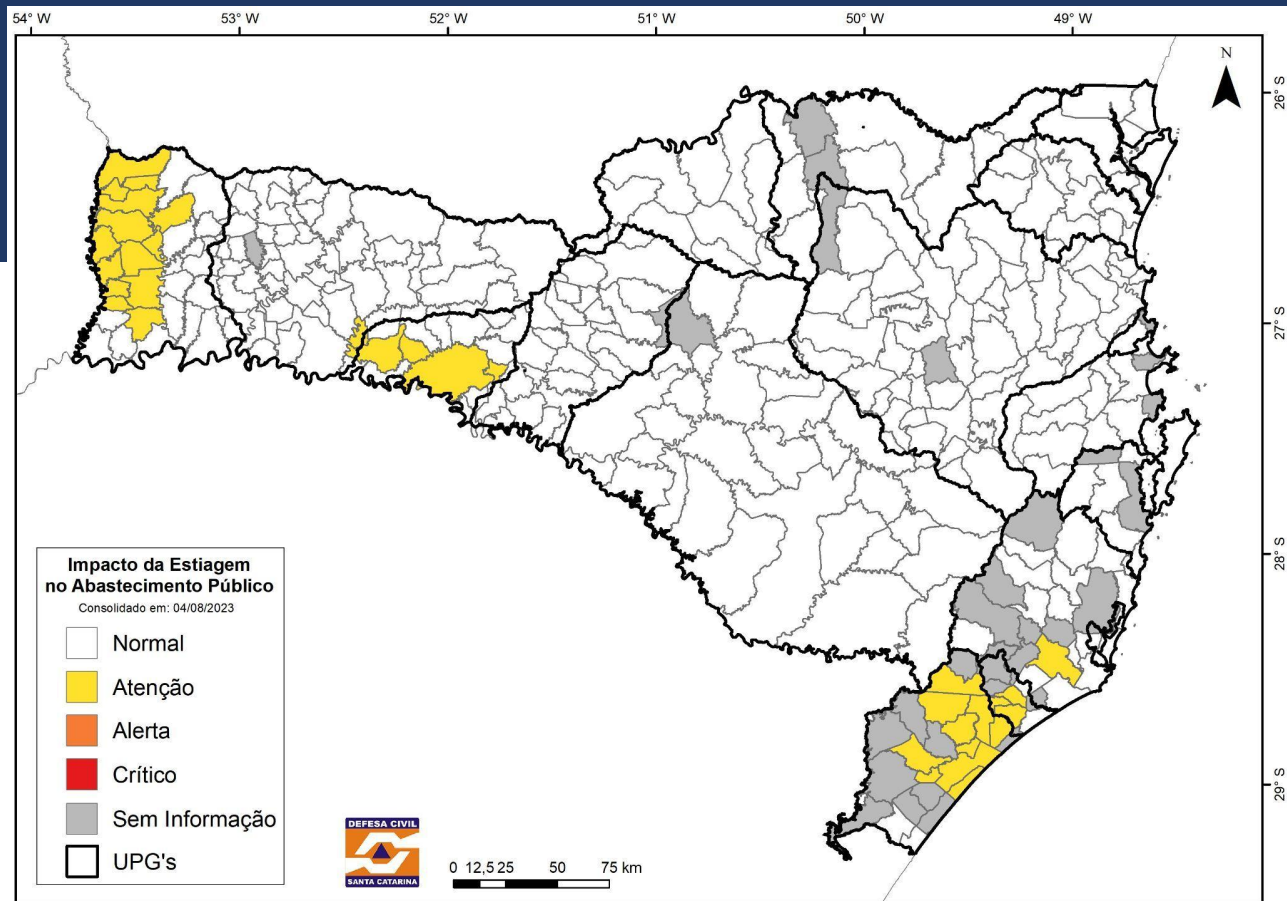 54° W
53° W
52° W
51° W
50° W
49° W
N
26° S
27° S
28° S
29° S
Impacto da Estiagem
no Abastecimento Público
Consolidado em: 04/08/2023
Normal
Atenção
Alerta
Crítico
Sem Informação
UPG's
DEFESA CIVIL
SANTA CATARINA
0 12,5 25 50 75 km